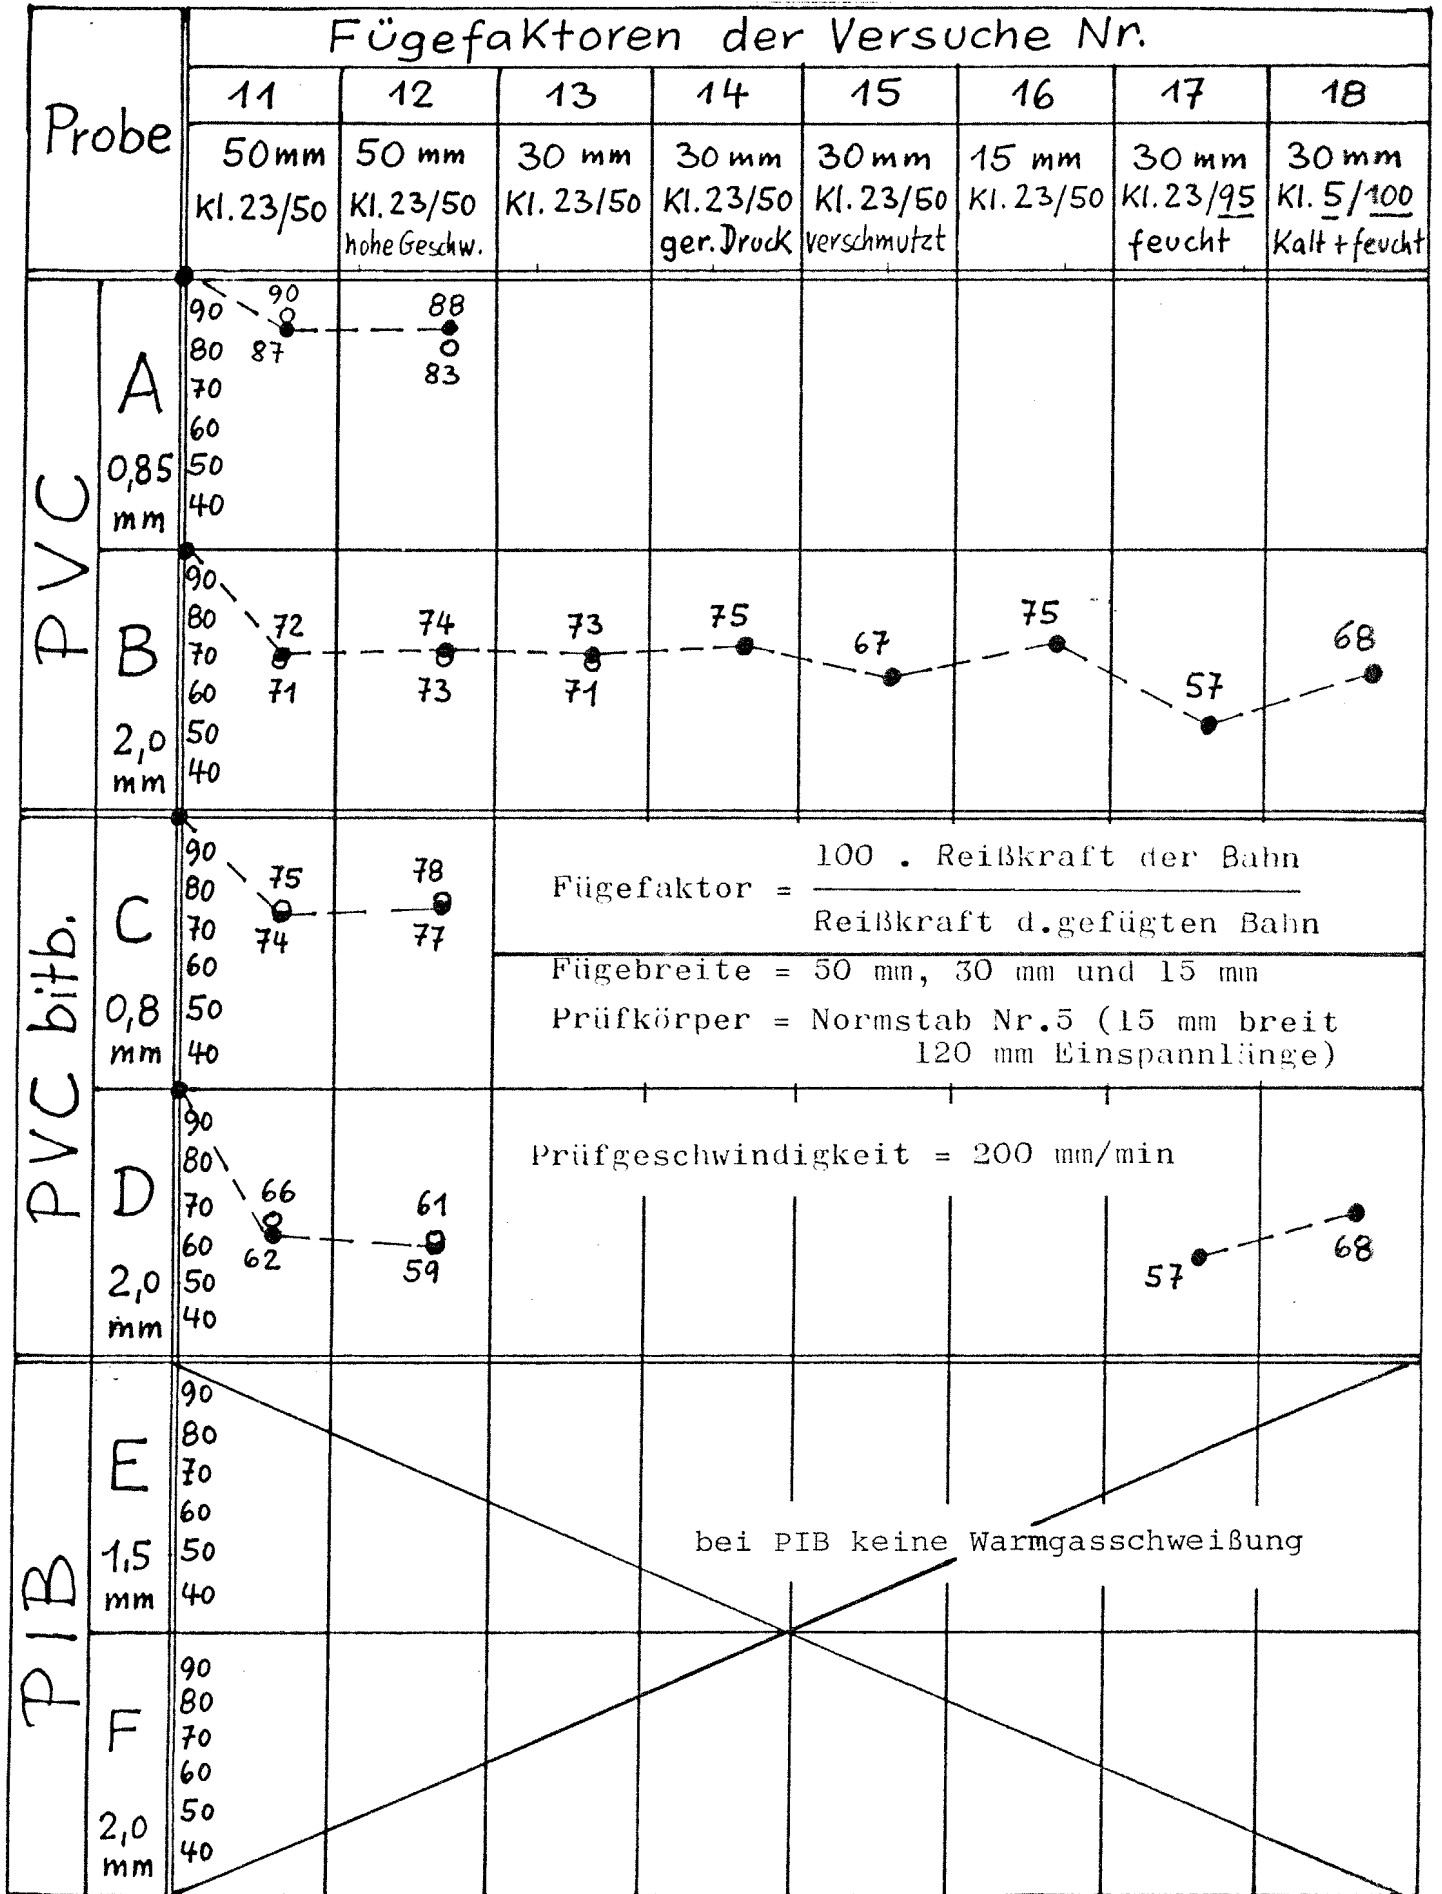 Fügefaktoren der Versuche Nr.
Probe
11 12 13 14 15 16 17 18
50 mm 50 mm 30 mm 30 mm 30 mm 15 mm 30 mm 30 mm
Kl. 23/50 Kl. 23/50 Kl. 23/50 Kl. 23/50 Kl. 23/50 Kl. 23/50 Kl. 23/95 Kl. 5/100
hohe Geschw. ger. Druck verschmutzt feucht Kalt + feucht
PVC
A
0,85
mm
90
80
70
60
50
40
90 88
87 83
B
2,0
mm
90
80
70
60
50
40
72 74 73 75 67 75 57 68
71 73 71
PVC bitb.
C
0,8
mm
90
80
70
60
50
40
75 78
74 77
100 . Reißkraft der Bahn
Fügefaktor =
Reißkraft d.gefügten Bahn
Fügebreite = 50 mm, 30 mm und 15 mm
Prüfkörper = Normstab Nr.5 (15 mm breit
120 mm Einspannlänge)
D
2,0
mm
90
80
70
60
50
40
Prüfgeschwindigkeit = 200 mm/min
66 61
62 59 57 68
PIB
E
1,5
mm
90
80
70
60
50
40
bei PIB keine Warmgasschweißung
F
2,0
mm
90
80
70
60
50
40